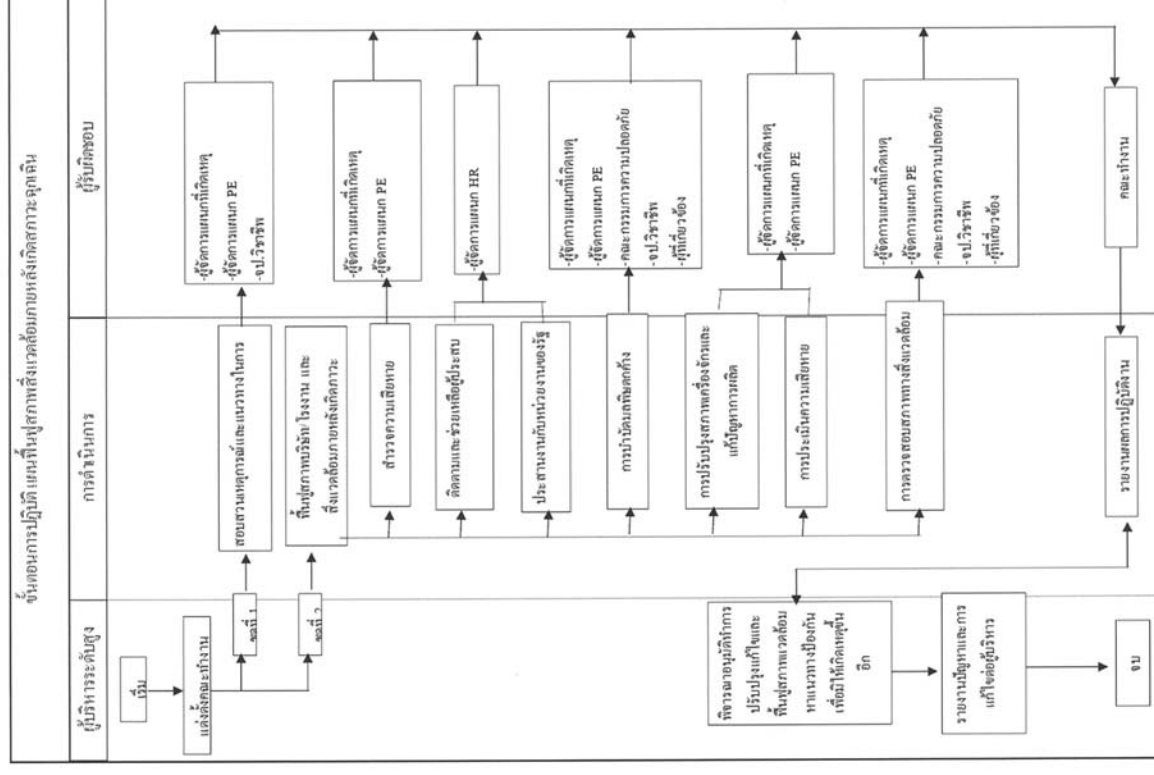 ขั้นตอนการปฏิบัติ แผนฟื้นฟูสภาพสิ่งแวดล้อมภายหลังเกิดสภาวะฉุกเฉิน
ผู้บริหารระดับสูง
การดำเนินการ
ผู้รับผิดชอบ
เริ่ม
แต่งตั้งคณะทำงาน
ชุดที่ 1
สอบสวนเหตุการณ์และแนวทางในการ
-ผู้จัดการแผนกที่เกิดเหตุ
-ผู้จัดการแผนก PE
-จป.วิชาชีพ
ชุดที่ 2
ฟื้นฟูสภาพบริษัท/โรงงาน และ
สิ่งแวดล้อมภายหลังเกิดภาวะ
สำรวจความเสียหาย
-ผู้จัดการแผนกที่เกิดเหตุ
-ผู้จัดการแผนก PE
ติดตามและช่วยเหลือผู้ประสบ
ประสานงานกับหน่วยงานของรัฐ
-ผู้จัดการแผนก HR
การบำบัดมลพิษตกค้าง
-ผู้จัดการแผนกที่เกิดเหตุ
-ผู้จัดการแผนก PE
-คณะกรรมการความปลอดภัย
-จป.วิชาชีพ
-ผู้ที่เกี่ยวข้อง
การปรับปรุงสภาพเครื่องจักรและ
แก้ปัญหาการผลิต
การประเมินความเสียหาย
-ผู้จัดการแผนกที่เกิดเหตุ
-ผู้จัดการแผนก PE
การตรวจสอบสภาพทางสิ่งแวดล้อม
-ผู้จัดการแผนกที่เกิดเหตุ
-ผู้จัดการแผนก PE
-คณะกรรมการความปลอดภัย
-จป.วิชาชีพ
-ผู้ที่เกี่ยวข้อง
คณะทำงาน
รายงานผลการปฏิบัติงาน
พิจารณาอนุมัติทำการ
ปรับปรุงแก้ไขและ
ฟื้นฟูสภาพแวดล้อม
หาแนวทางป้องกัน
เพื่อมิให้เกิดเหตุขึ้น
อีก
รายงานปัญหาและการ
แก้ไขต่อผู้บริหาร
จบ